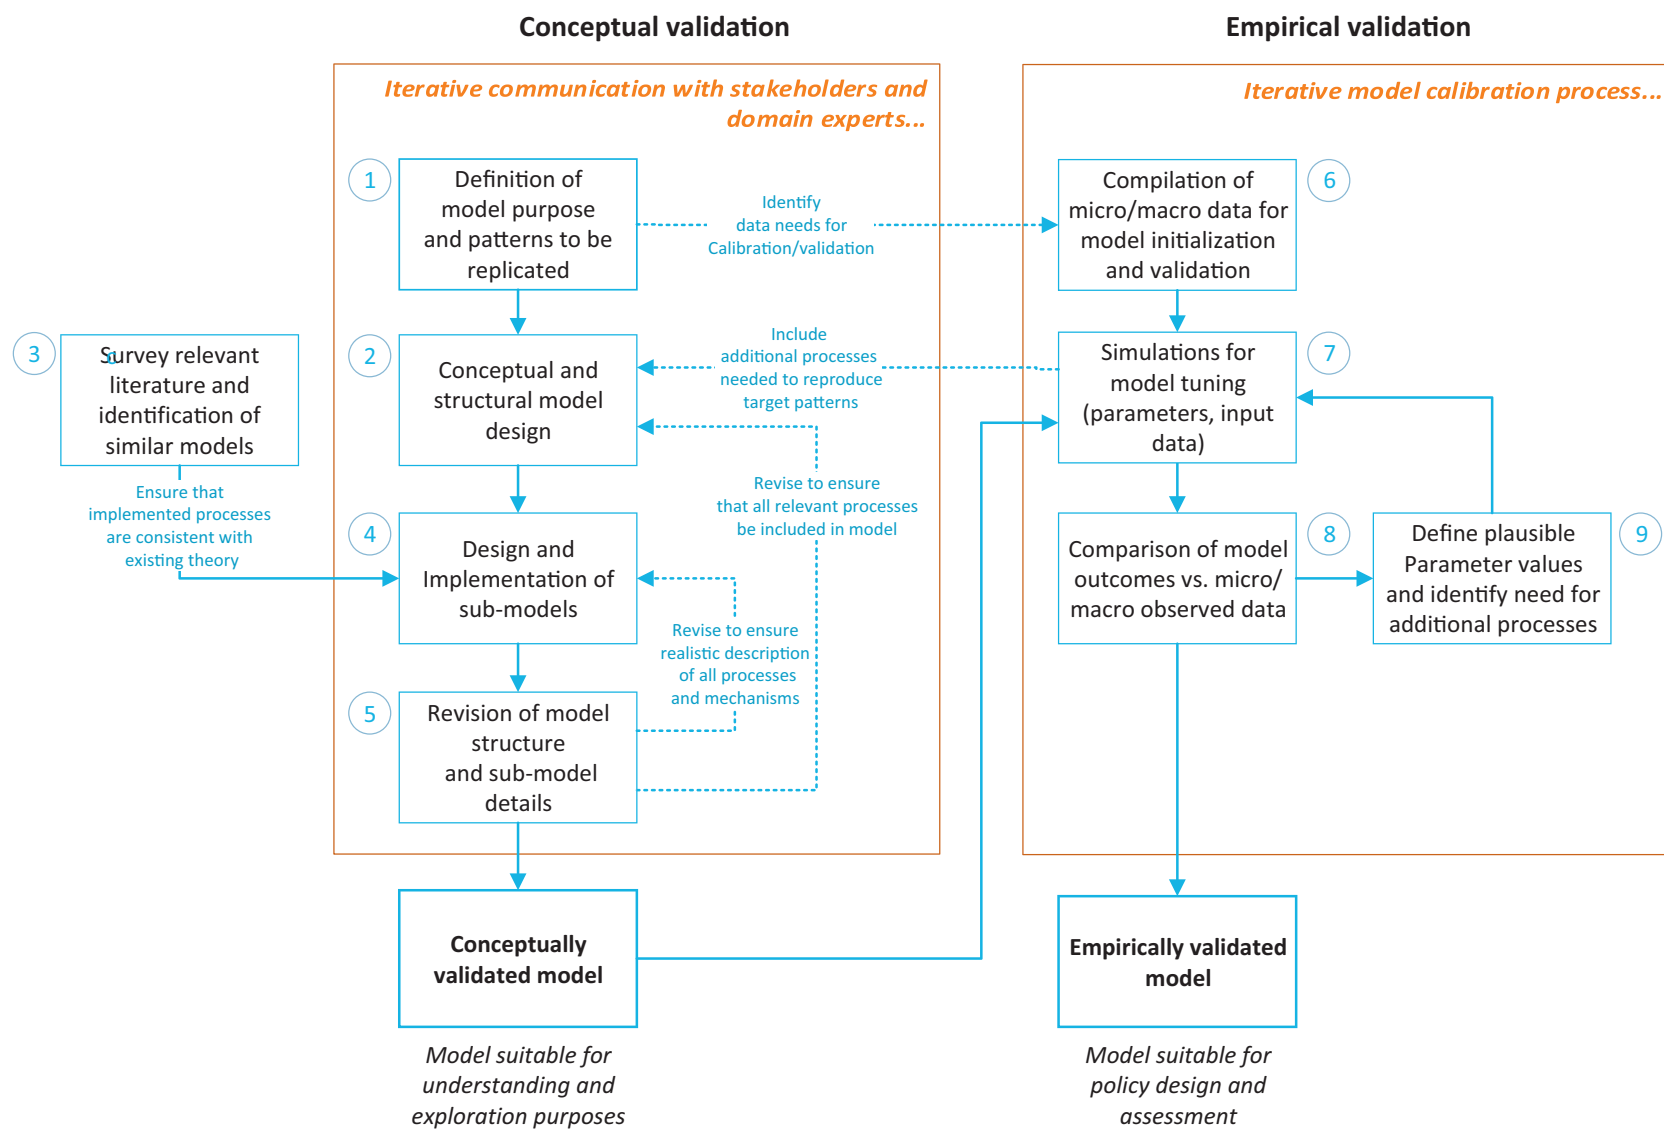 Conceptual validation
Empirical validation
Iterative communication with stakeholders and
domain experts...
Iterative model calibration process...
1
Definition of
model purpose
and patterns to be
replicated
Identify
data needs for
Calibration/validation
Compilation of
micro/macro data for
model initialization
and validation
6
3
Survey relevant
literature and
identification of
similar models
2
Conceptual and
structural model
design
Include
additional processes
needed to reproduce
target patterns
Simulations for
model tuning
(parameters, input
data)
7
Ensure that
implemented processes
are consistent with
existing theory
Revise to ensure
that all relevant processes
be included in model
4
Design and
Implementation of
sub-models
Comparison of model
outcomes vs. micro/
macro observed data
8
Define plausible
Parameter values
and identify need for
additional processes
9
Revise to ensure
realistic description
of all processes
and mechanisms
5
Revision of model
structure
and sub-model
details
Conceptually
validated model
Empirically validated
model
Model suitable for
understanding and
exploration purposes
Model suitable for
policy design and
assessment